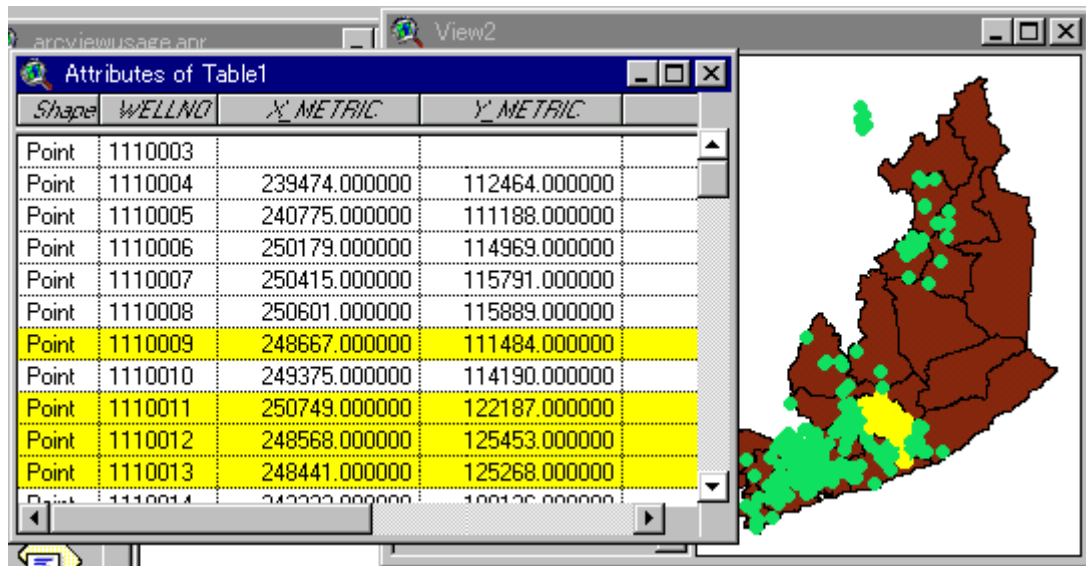 arcviewusage.apr
View2
Attributes of Table1
Shape WELLNO X_METRIC Y_METRIC
Point 1110003
Point 1110004 239474.000000 112464.000000
Point 1110005 240775.000000 111188.000000
Point 1110006 250179.000000 114969.000000
Point 1110007 250415.000000 115791.000000
Point 1110008 250601.000000 115889.000000
Point 1110009 248667.000000 111484.000000
Point 1110010 249375.000000 114190.000000
Point 1110011 250749.000000 122187.000000
Point 1110012 248568.000000 125453.000000
Point 1110013 248441.000000 125268.000000
Point 1110014